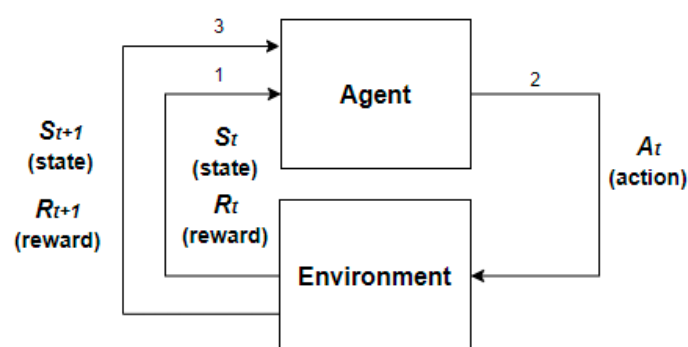 3
1
Agent
2
St+1
(state)
Rt+1
(reward)
St
(state)
Rt
(reward)
At
(action)
Environment